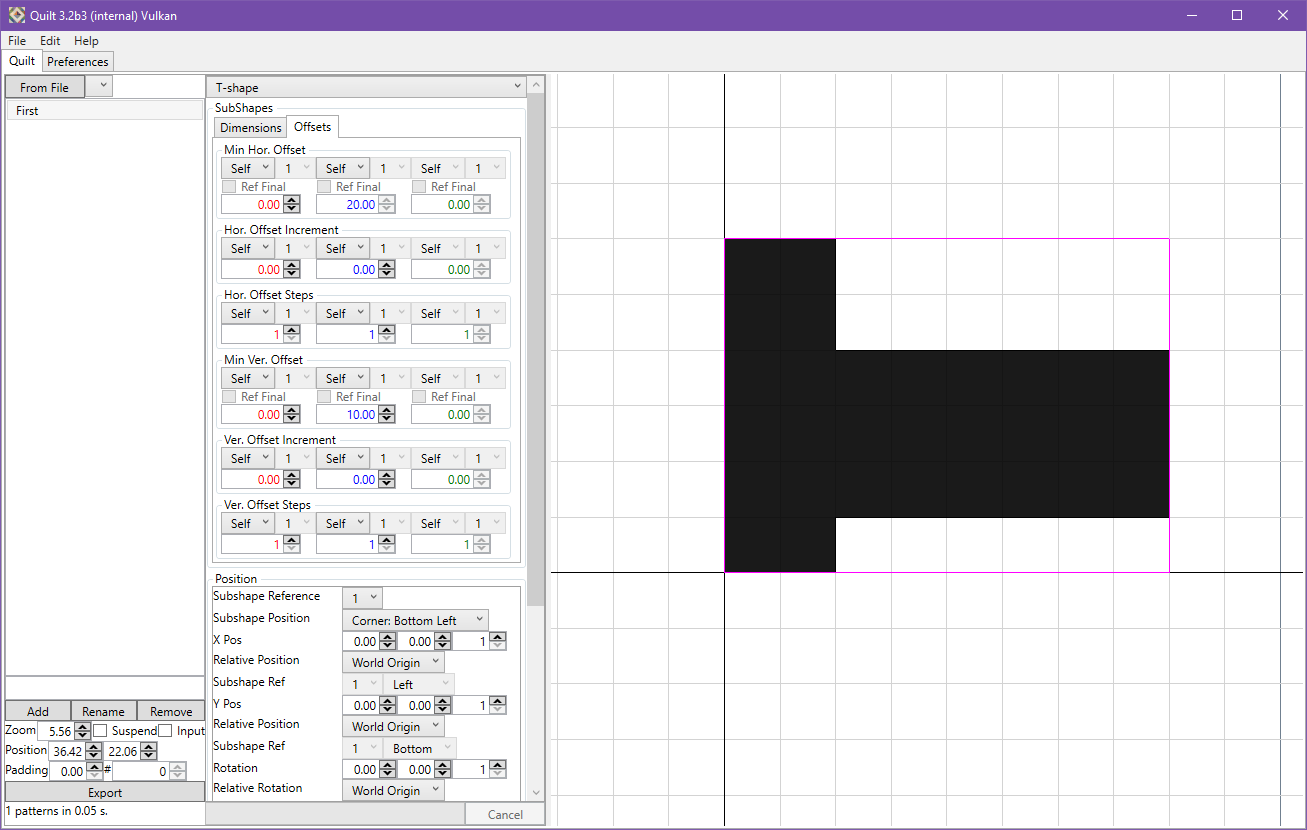 Quilt 3.2b3 (internal) Vulkan
File Edit Help
Quilt Preferences
From File
First
T-shape
SubShapes
Dimensions Offsets
Min Hor. Offset
Self 1 Self 1 Self 1
Ref Final Ref Final Ref Final
0.00 20.00 0.00
Hor. Offset Increment
Self 1 Self 1 Self 1
0.00 0.00 0.00
Hor. Offset Steps
Self 1 Self 1 Self 1
1 1 1
Min Ver. Offset
Self 1 Self 1 Self 1
Ref Final Ref Final Ref Final
0.00 10.00 0.00
Ver. Offset Increment
Self 1 Self 1 Self 1
0.00 0.00 0.00
Ver. Offset Steps
Self 1 Self 1 Self 1
1 1 1
Position
Subshape Reference 1
Subshape Position Corner: Bottom Left
X Pos 0.00 0.00 1
Relative Position World Origin
Subshape Ref 1 Left
Y Pos 0.00 0.00 1
Relative Position World Origin
Subshape Ref 1 Bottom
Rotation 0.00 0.00 1
Relative Rotation World Origin
Cancel
Add Rename Remove
Zoom 5.56 Suspend Input
Position 36.42 22.06
Padding 0.00 # 0
Export
1 patterns in 0.05 s.